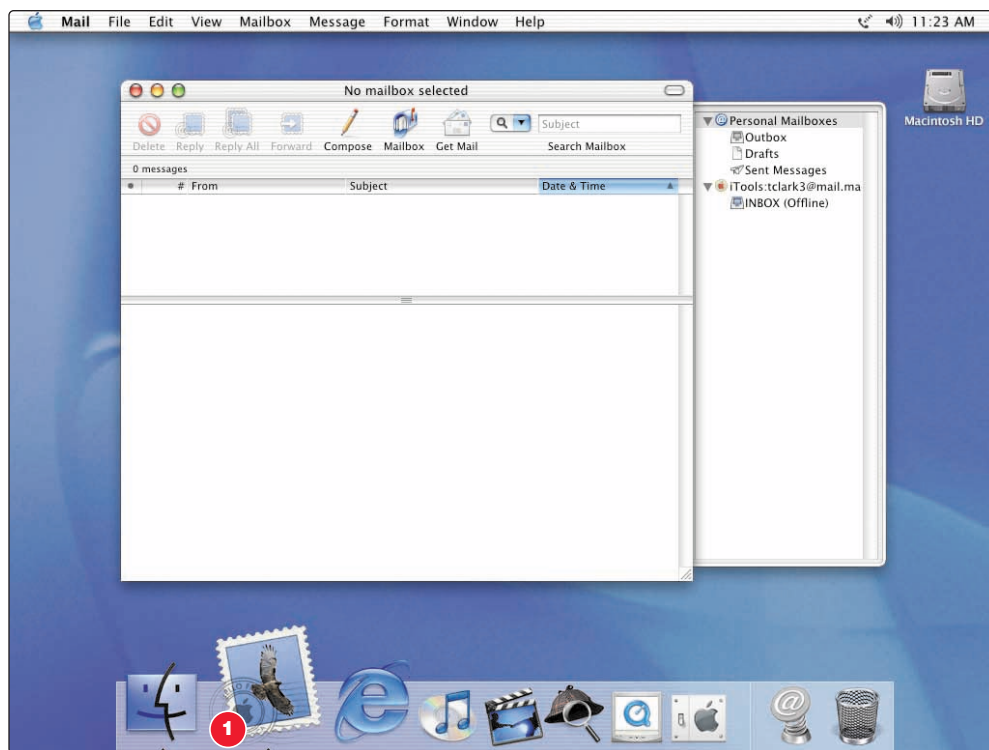 Mail File Edit View Mailbox Message Format Window Help 11:23 AM
No mailbox selected
Macintosh HD
Subject
Delete Reply Reply All Forward Compose Mailbox Get Mail Search Mailbox
0 messages
# From Subject Date & Time
Personal Mailboxes
Outbox
Drafts
Sent Messages
iTools:tclark3@mail.ma
INBOX (Offline)
1